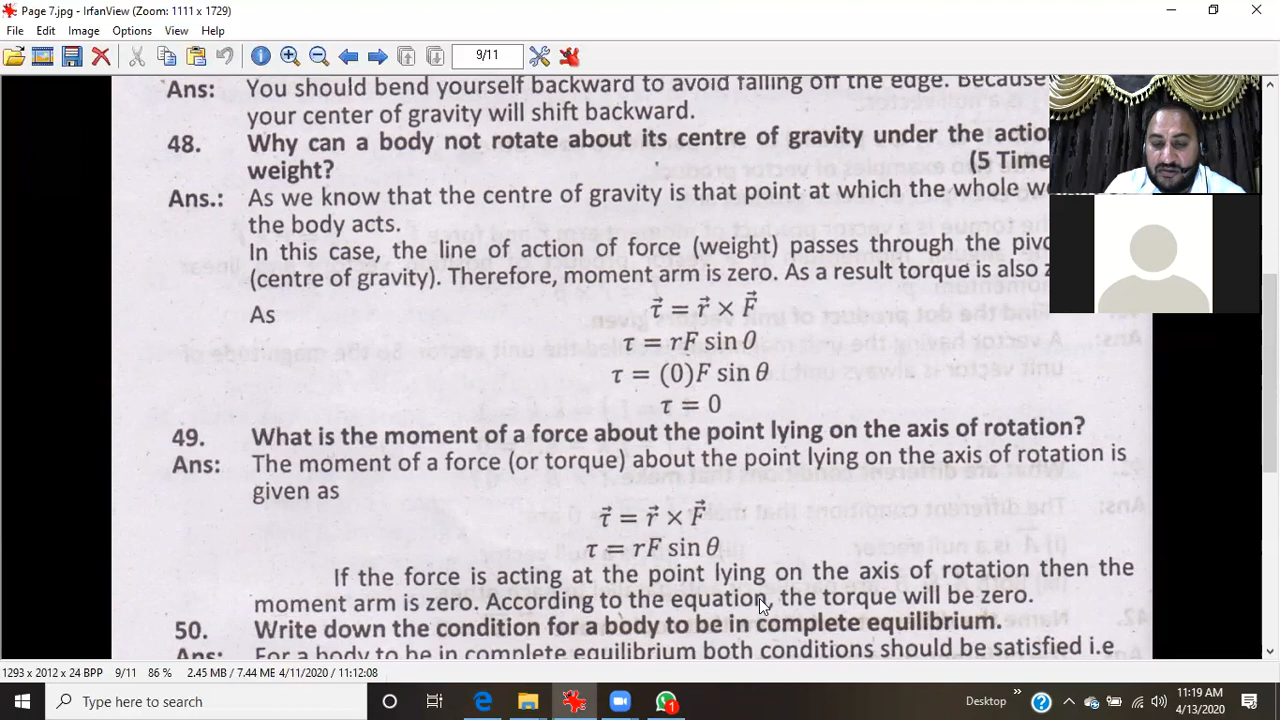 Page 7.jpg - IrfanView (Zoom: 1111 x 1729)
File Edit Image Options View Help
9/11
Ans: You should bend yourself backward to avoid falling off the edge. Because
your center of gravity will shift backward.
48. Why can a body not rotate about its centre of gravity under the actio
weight? (5 Time
Ans.: As we know that the centre of gravity is that point at which the whole we
the body acts.
In this case, the line of action of force (weight) passes through the pivo
(centre of gravity). Therefore, moment arm is zero. As a result torque is also z
As τ⃗ = r⃗ × F⃗
τ = rF sin θ
τ = (0)F sin θ
τ = 0
49. What is the moment of a force about the point lying on the axis of rotation?
Ans: The moment of a force (or torque) about the point lying on the axis of rotation is
given as
τ⃗ = r⃗ × F⃗
τ = rF sin θ
If the force is acting at the point lying on the axis of rotation then the
moment arm is zero. According to the equation, the torque will be zero.
50. Write down the condition for a body to be in complete equilibrium.
Ans: For a body to be in complete equilibrium both conditions should be satisfied i.e
1293 x 2012 x 24 BPP 9/11 86 % 2.45 MB / 7.44 MB 4/11/2020 / 11:12:08
Type here to search
Desktop
1
11:19 AM
4/13/2020